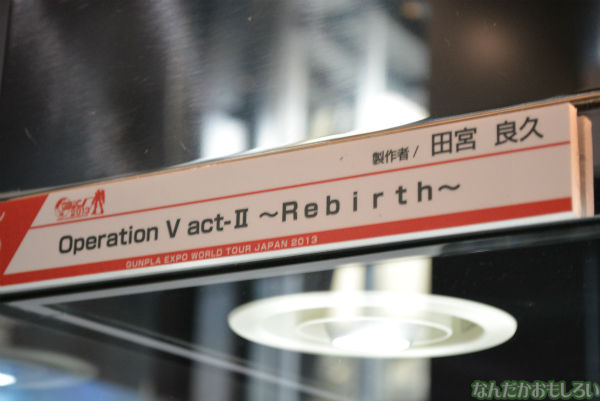 製作者/ 田宮 良久
Operation V act-Ⅱ ～Rebirth～
GUNPLA EXPO WORLD TOUR JAPAN 2013
なんだかおもしろい